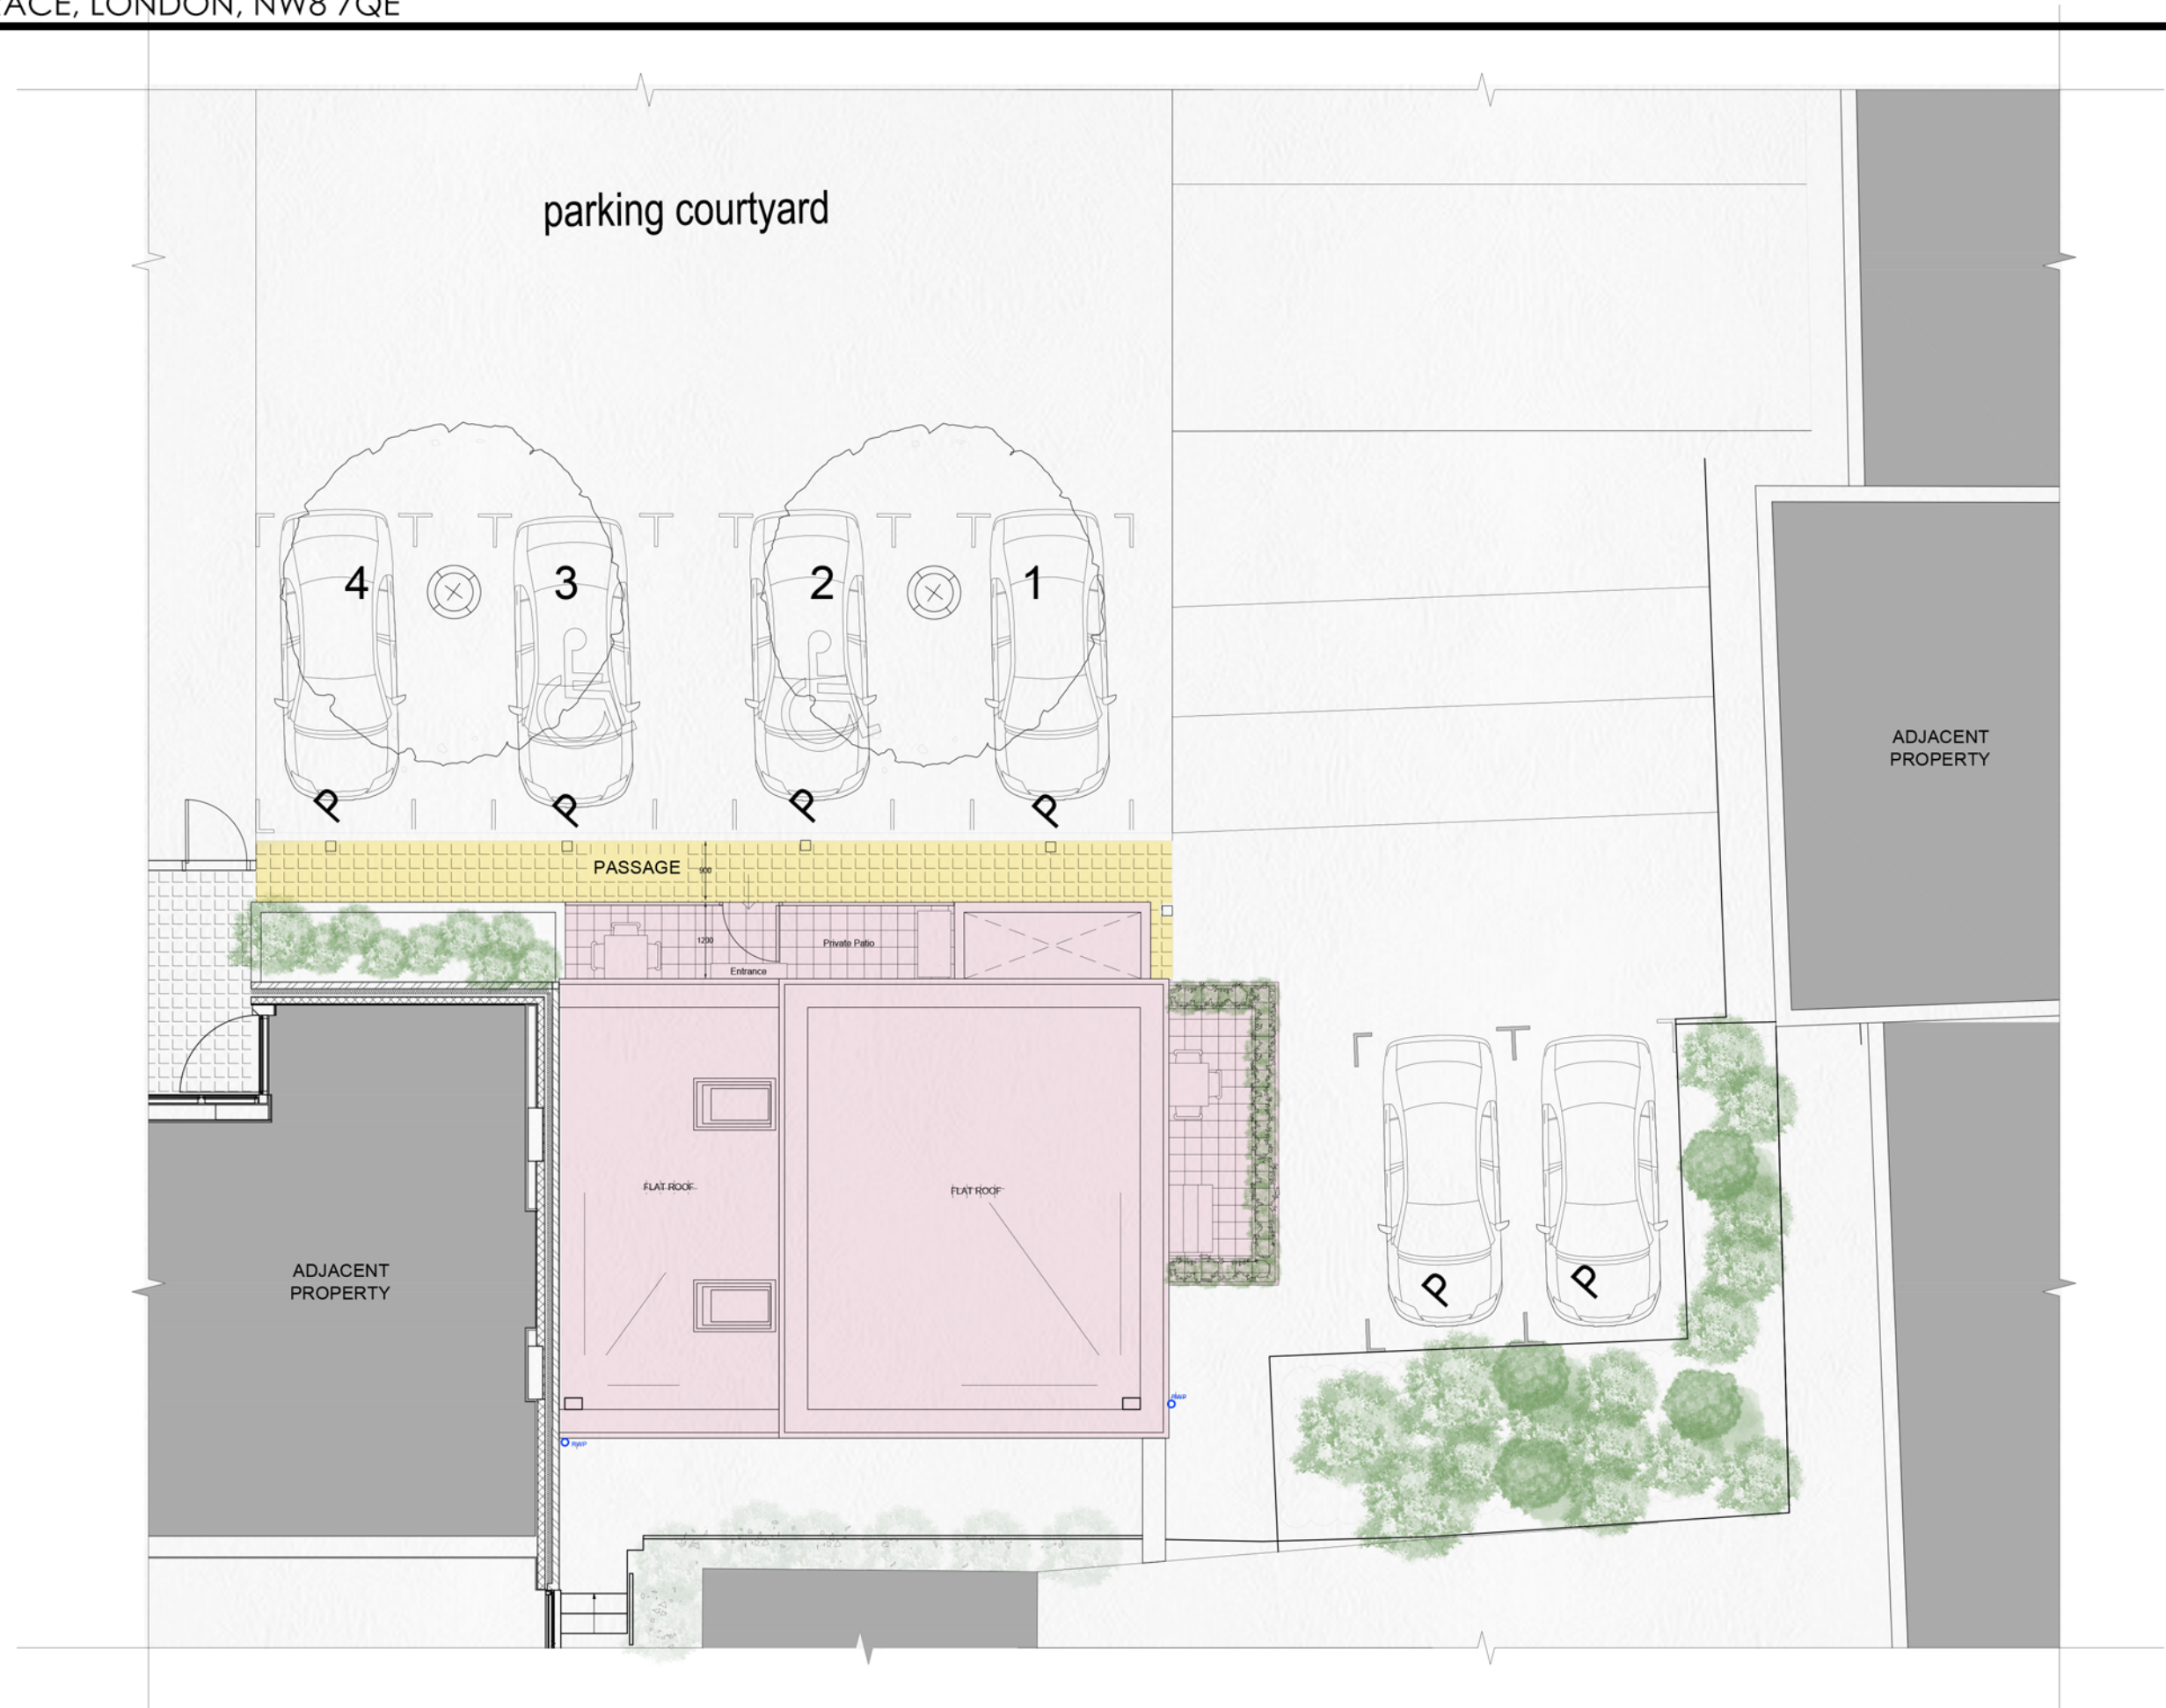 ACE, LONDON, NW8 7QE
parking courtyard
4
3
2
1
P
P
P
P
PASSAGE
900
1200
Private Patio
Entrance
ADJACENT
PROPERTY
FLAT ROOF
FLAT ROOF
ADJACENT
PROPERTY
P
P
RWP
RWP